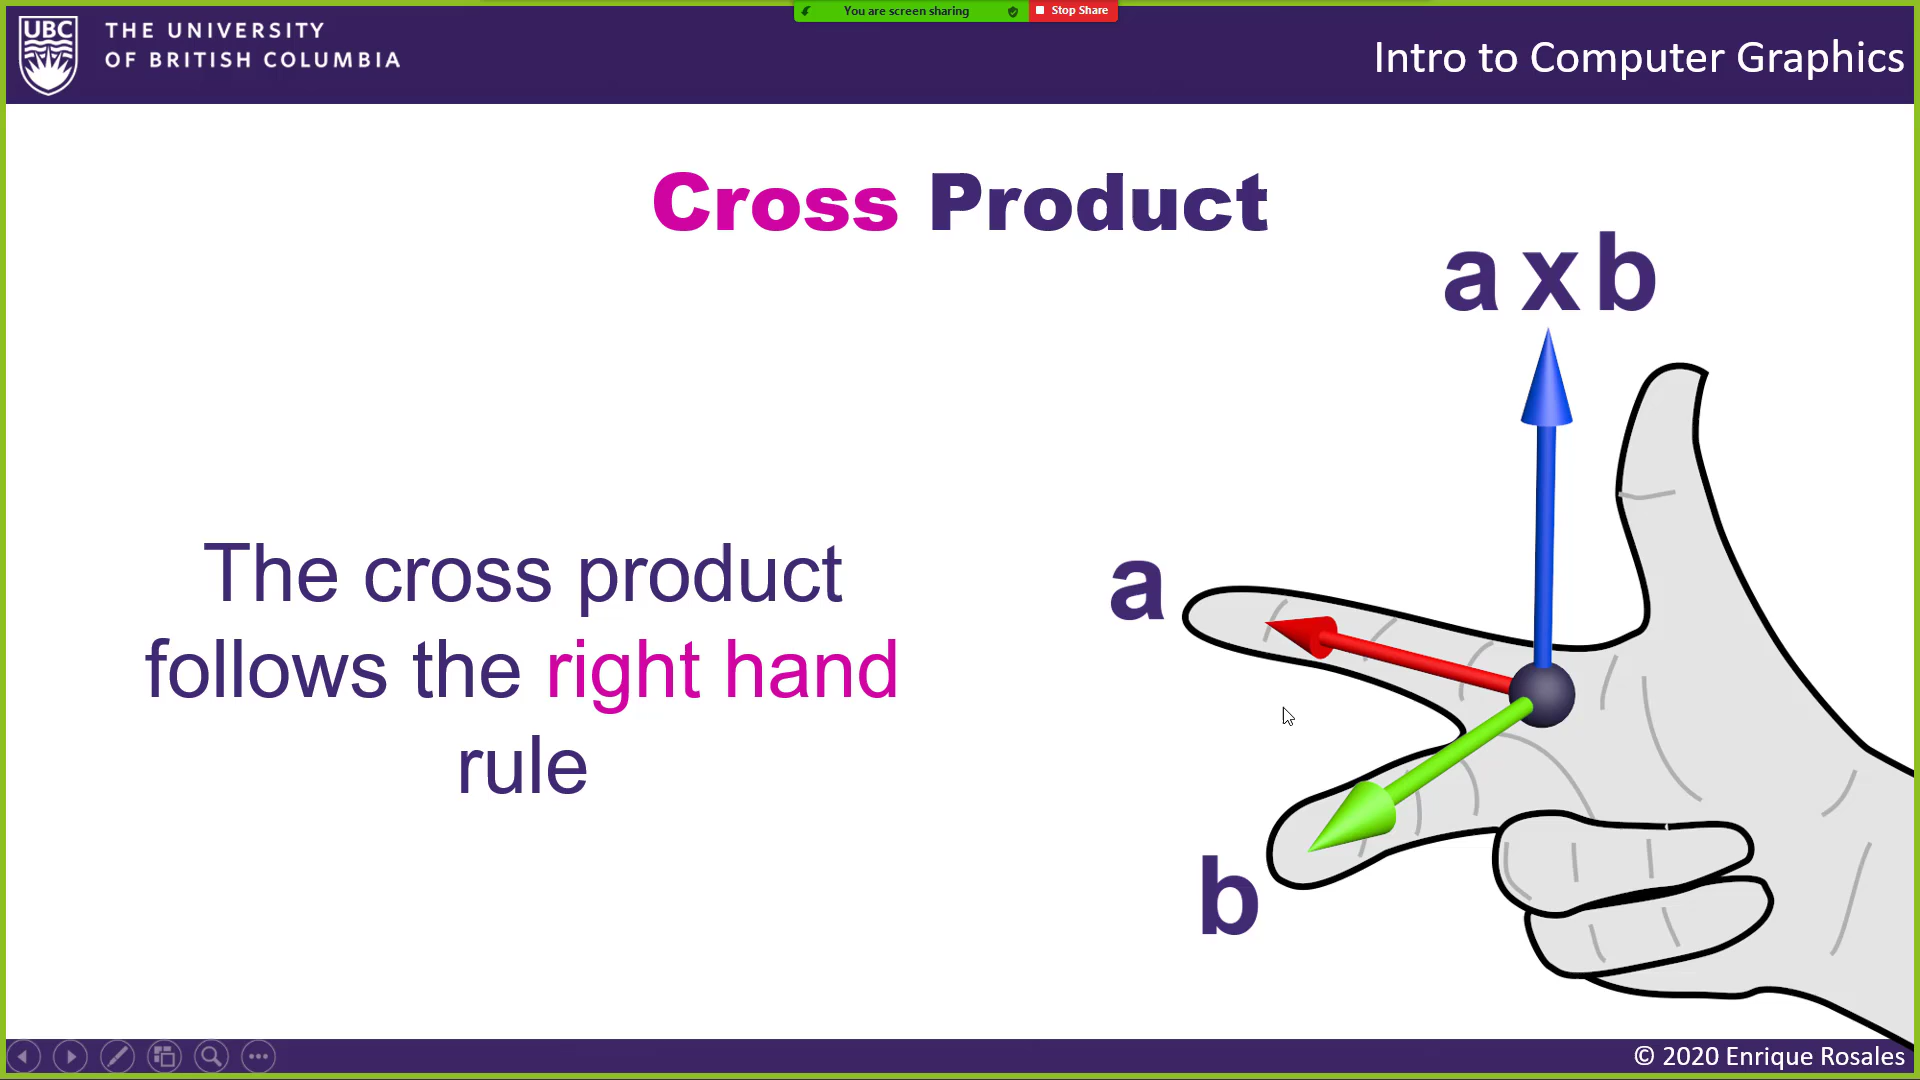 You are screen sharing
Stop Share
UBC
THE UNIVERSITY
OF BRITISH COLUMBIA
Intro to Computer Graphics
Cross Product
a x b
a
The cross product
follows the right hand
rule
b
© 2020 Enrique Rosales